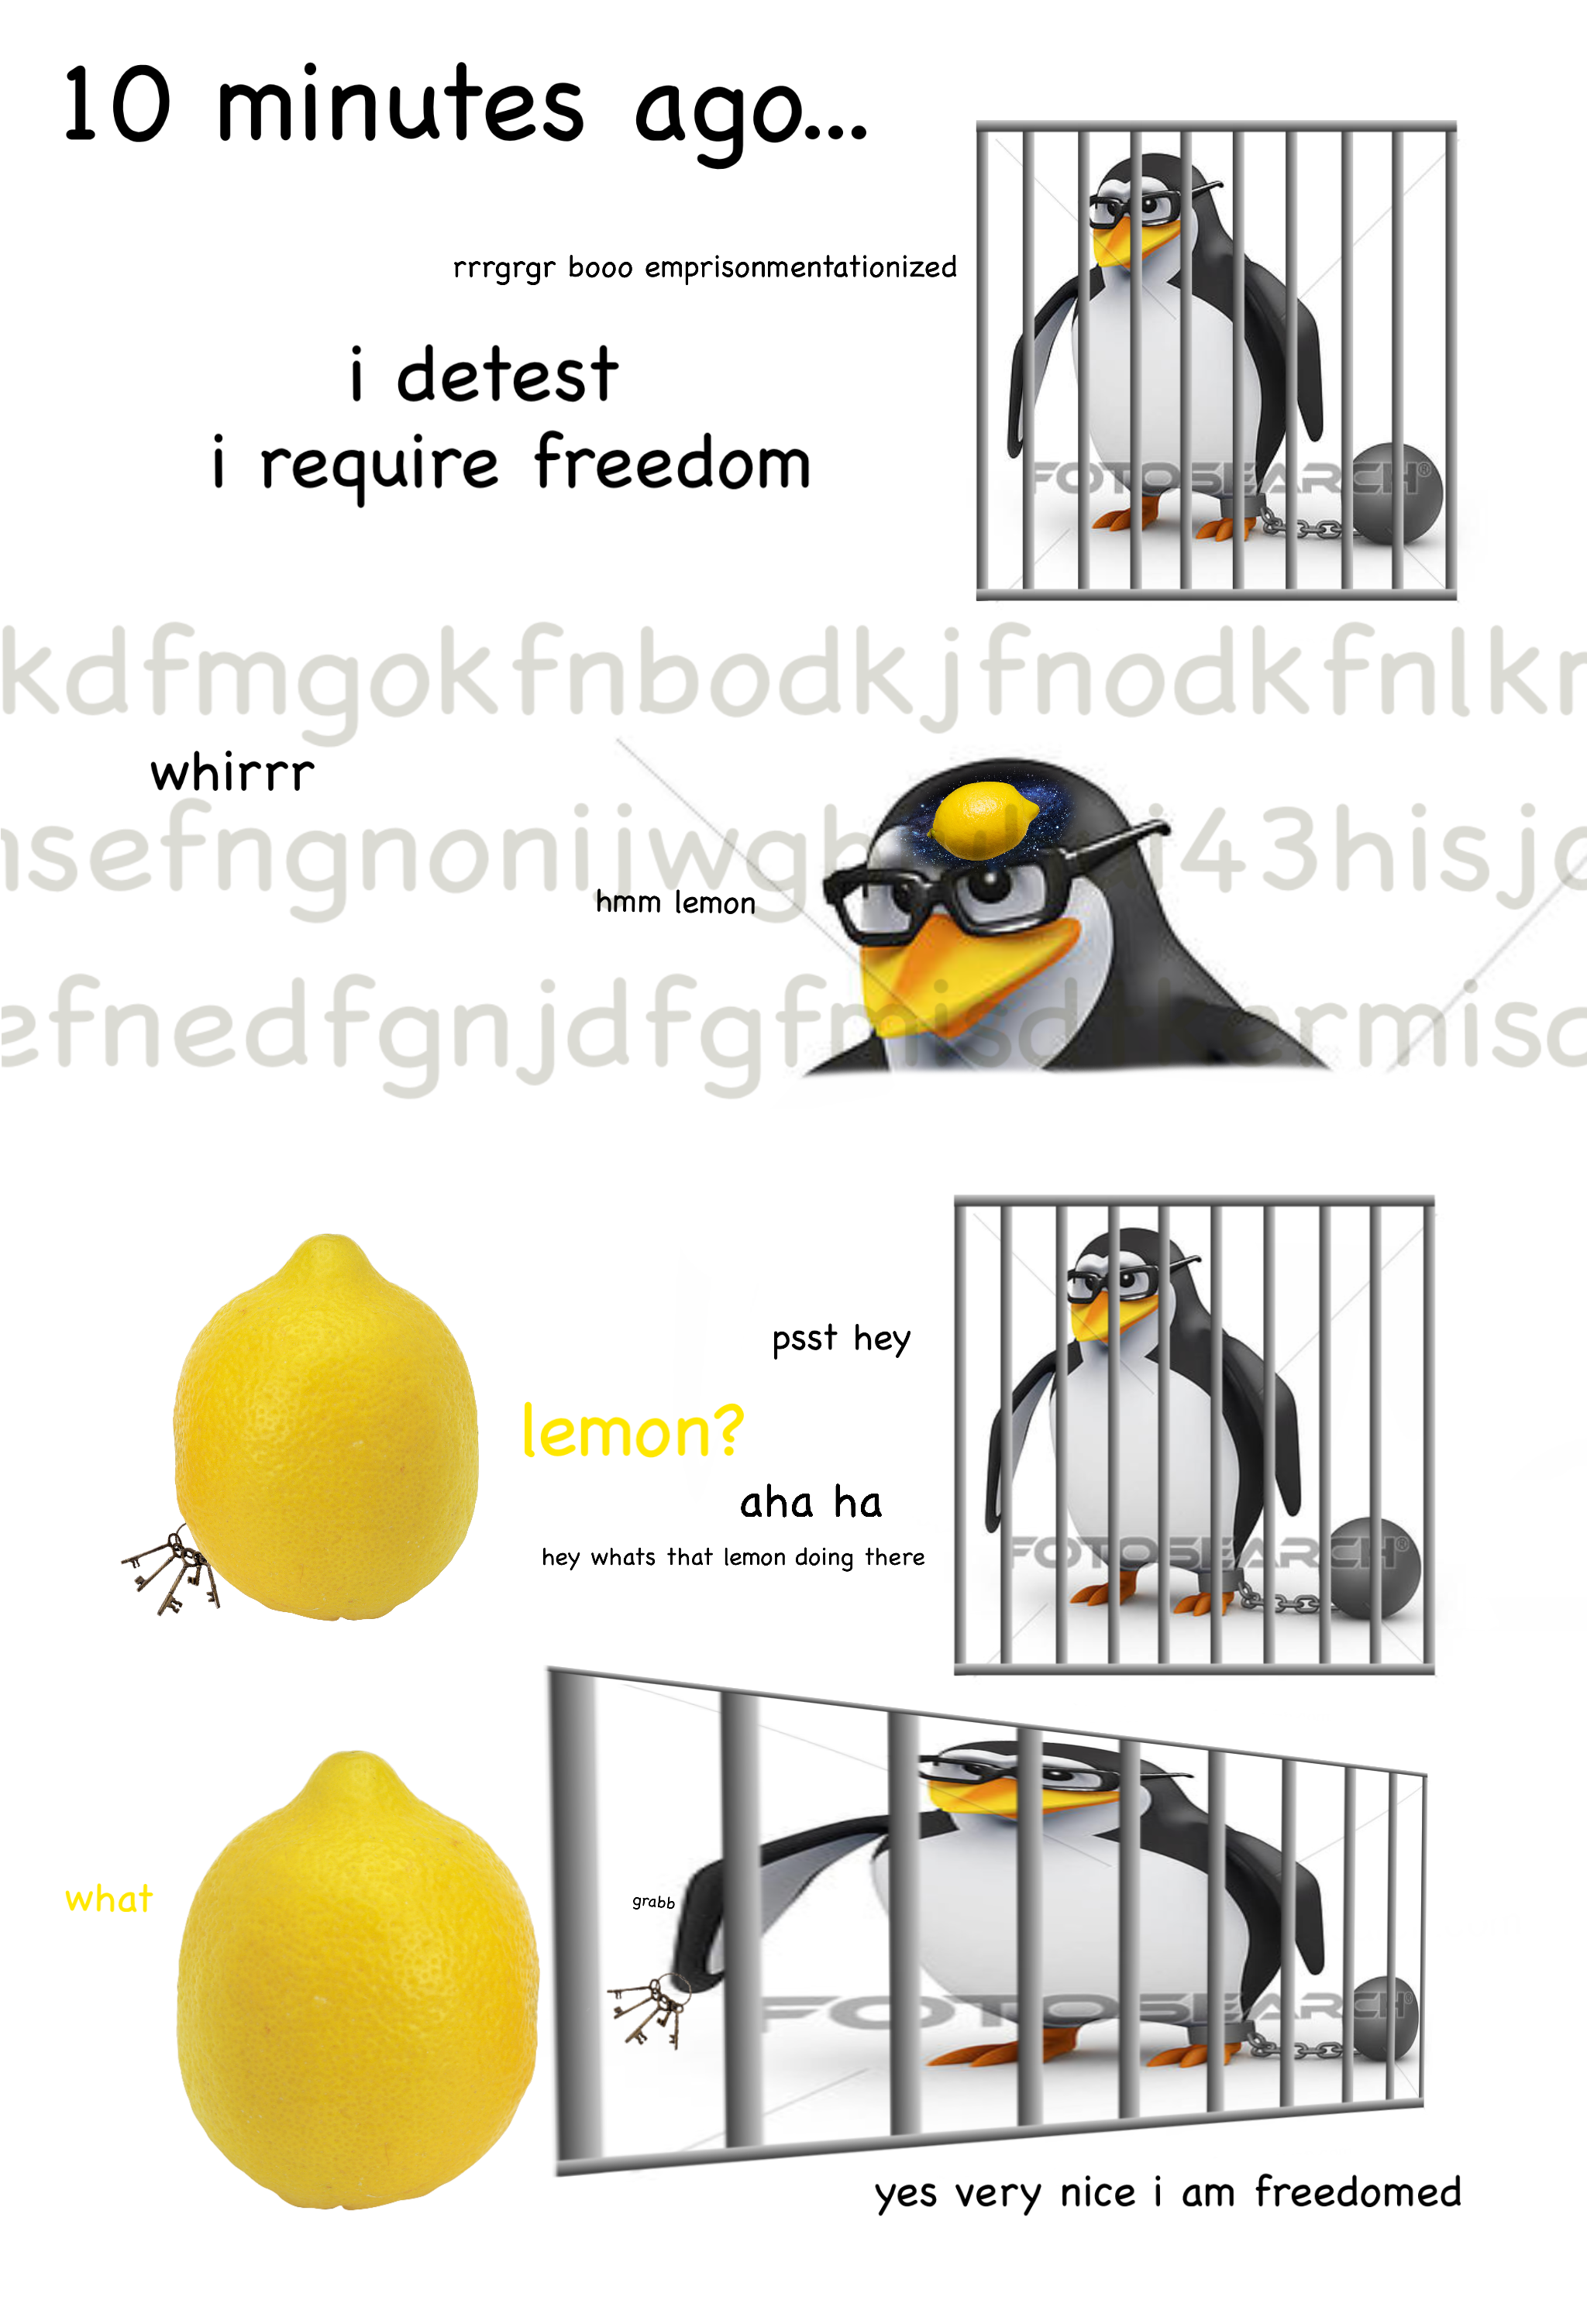 10 minutes ago...
rrrgrgr booo emprisonmentationized
i detest
i require freedom
FOTOSEARCH®
kdfmgokfnbodkjfnodkfnlkr
whirrr
hmm lemon
psst hey
lemon?
aha ha
hey whats that lemon doing there
FOTOSEARCH®
what
grabb
FOTOSEARCH®
yes very nice i am freedomed